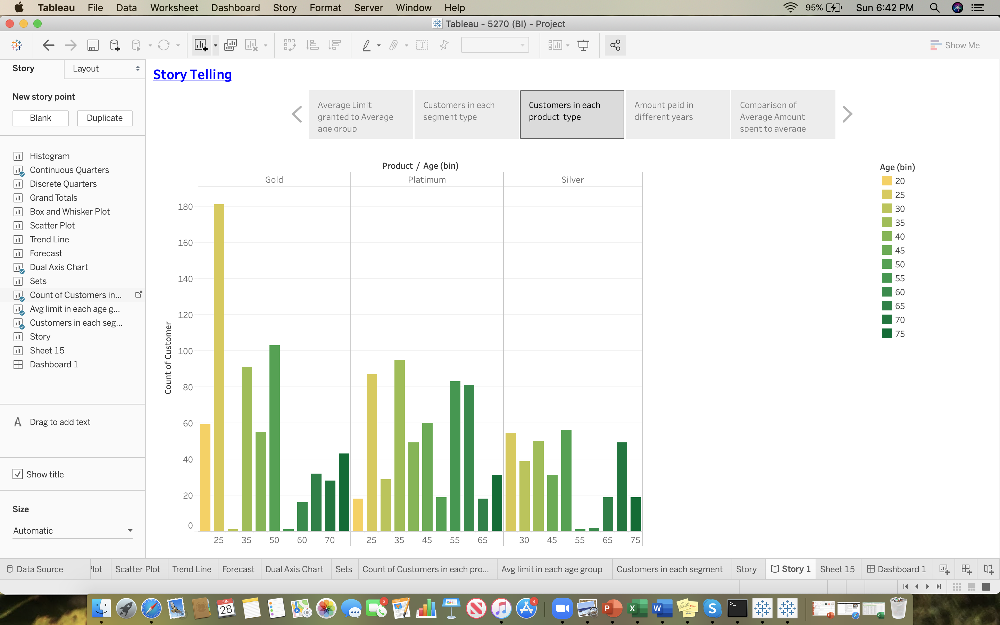 Tableau File Data Worksheet Dashboard Story Format Server Window Help 95% Sun 6:42 PM
Tableau - 5270 (BI) - Project
Show Me
Story Layout
Story Telling
New story point
Blank Duplicate
Average Limit
granted to Average
age group
Customers in each
segment type
Customers in each
product type
Amount paid in
different years
Comparison of
Average Amount
spent to average
Histogram
Continuous Quarters
Discrete Quarters
Grand Totals
Box and Whisker Plot
Scatter Plot
Trend Line
Forecast
Dual Axis Chart
Sets
Count of Customers in...
Avg limit in each age g...
Customers in each seg...
Story
Sheet 15
Dashboard 1
A Drag to add text
Show title
Size
Automatic
Product / Age (bin)
Gold Platimum Silver
180
160
140
120
100
80
60
40
20
0
Count of Customer
25 35 50 60 70 25 35 45 55 65 30 45 55 65 75
Age (bin)
20
25
30
35
40
45
50
55
60
65
70
75
Data Source Plot Scatter Plot Trend Line Forecast Dual Axis Chart Sets Count of Customers in each pro... Avg limit in each age group Customers in each segment Story Story 1 Sheet 15 Dashboard 1
JUN
28
3
4